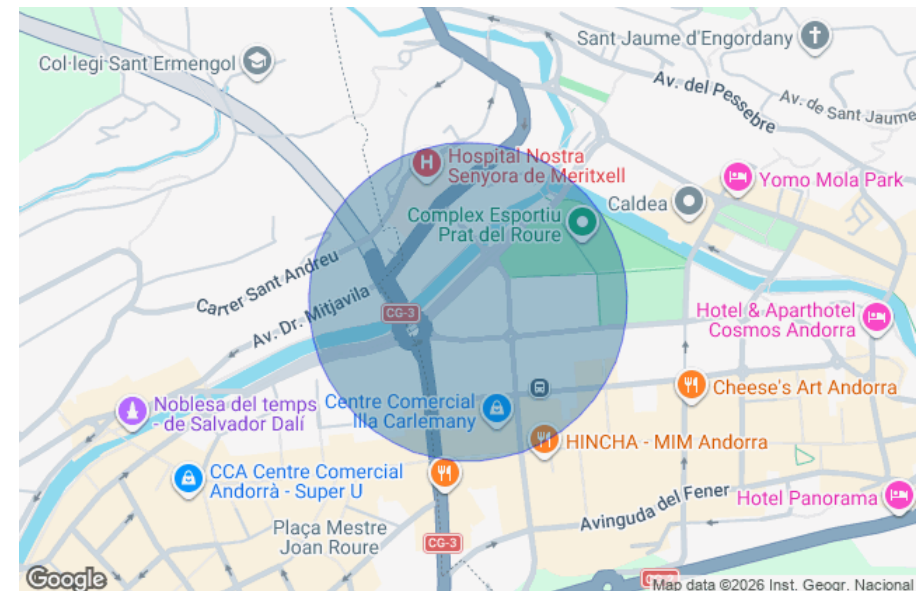 Sant Jaume d'Engordany
Col·legi Sant Ermengol
Av. del Pessebre
Av. de Sant Jaume
H
Hospital Nostra
Senyora de Meritxell
Yomo Mola Park
Caldea
Complex Esportiu
Prat del Roure
Carrer Sant Andreu
Av. Dr. Mitjavila
CG-3
Hotel & Aparthotel
Cosmos Andorra
Cheese's Art Andorra
Noblesa del temps
- de Salvador Dalí
Centre Comercial
Illa Carlemany
HINCHA - MIM Andorra
CCA Centre Comercial
Andorrà - Super U
Hotel Panorama
Avinguda del Fener
Plaça Mestre
Joan Roure
CG-3
Google
Map data ©2026 Inst. Geogr. Nacional